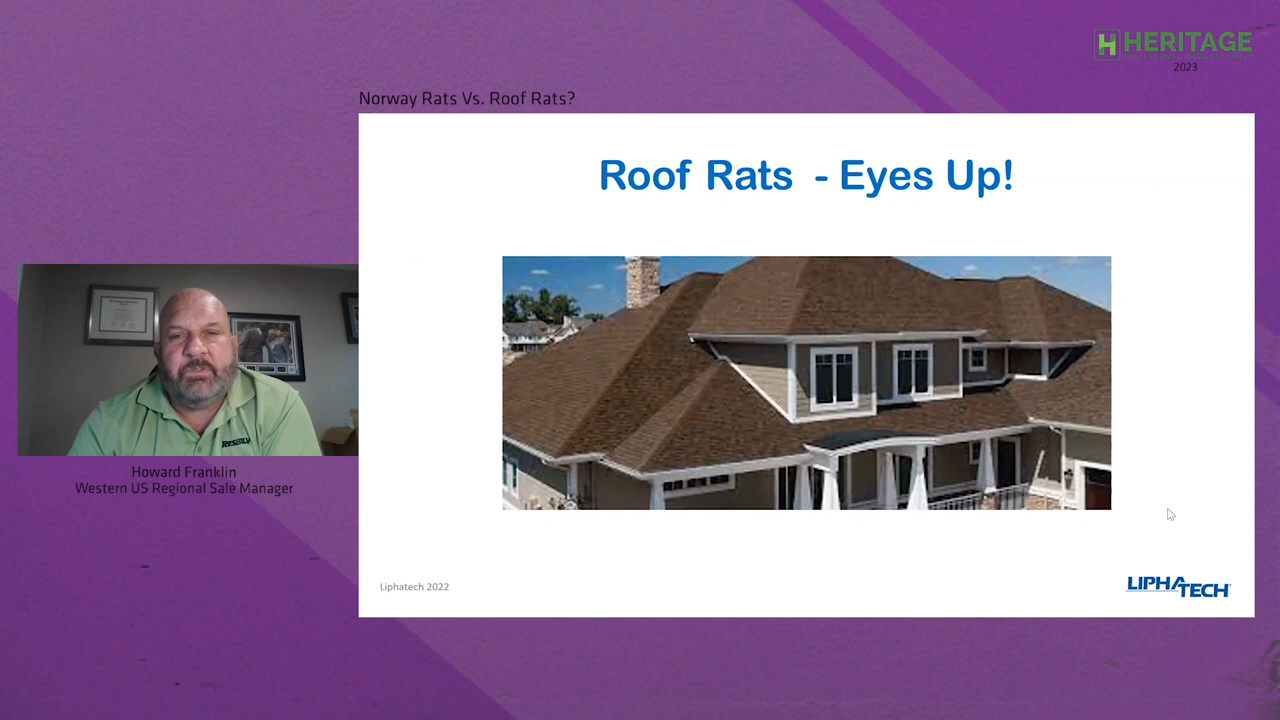 HERITAGE
2023
Norway Rats Vs. Roof Rats?
Roof Rats - Eyes Up!
Howard Franklin
Western US Regional Sale Manager
Liphatech 2022
LIPHATECH